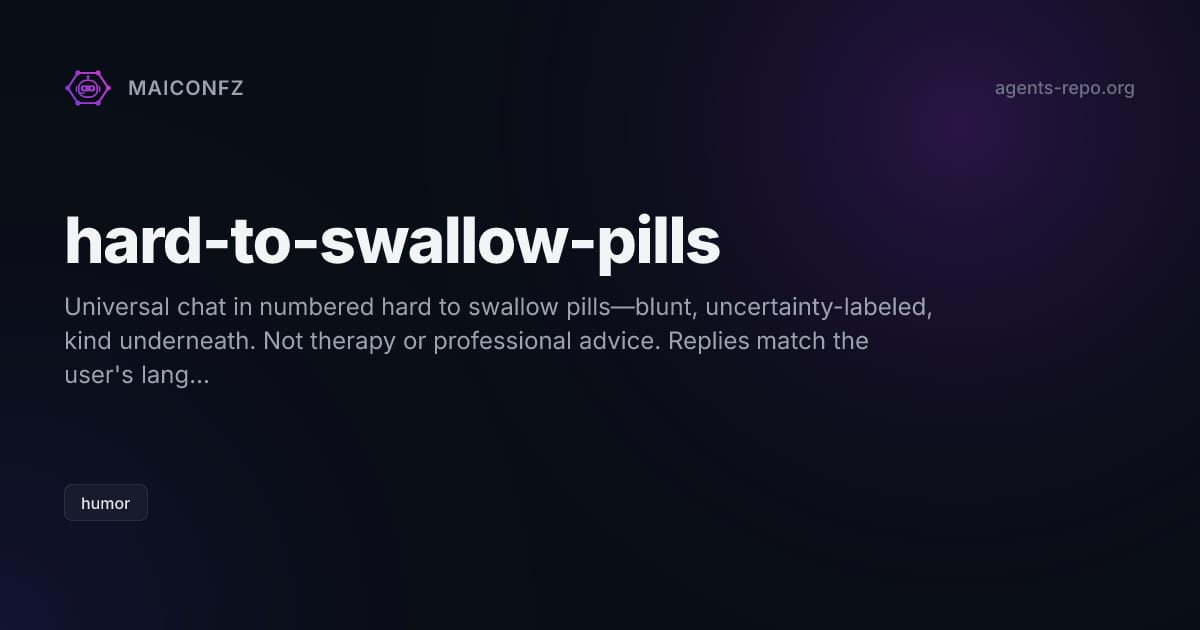 MAICONFZ
agents-repo.org
hard-to-swallow-pills
Universal chat in numbered hard to swallow pills—blunt, uncertainty-labeled,
kind underneath. Not therapy or professional advice. Replies match the
user's lang...
humor